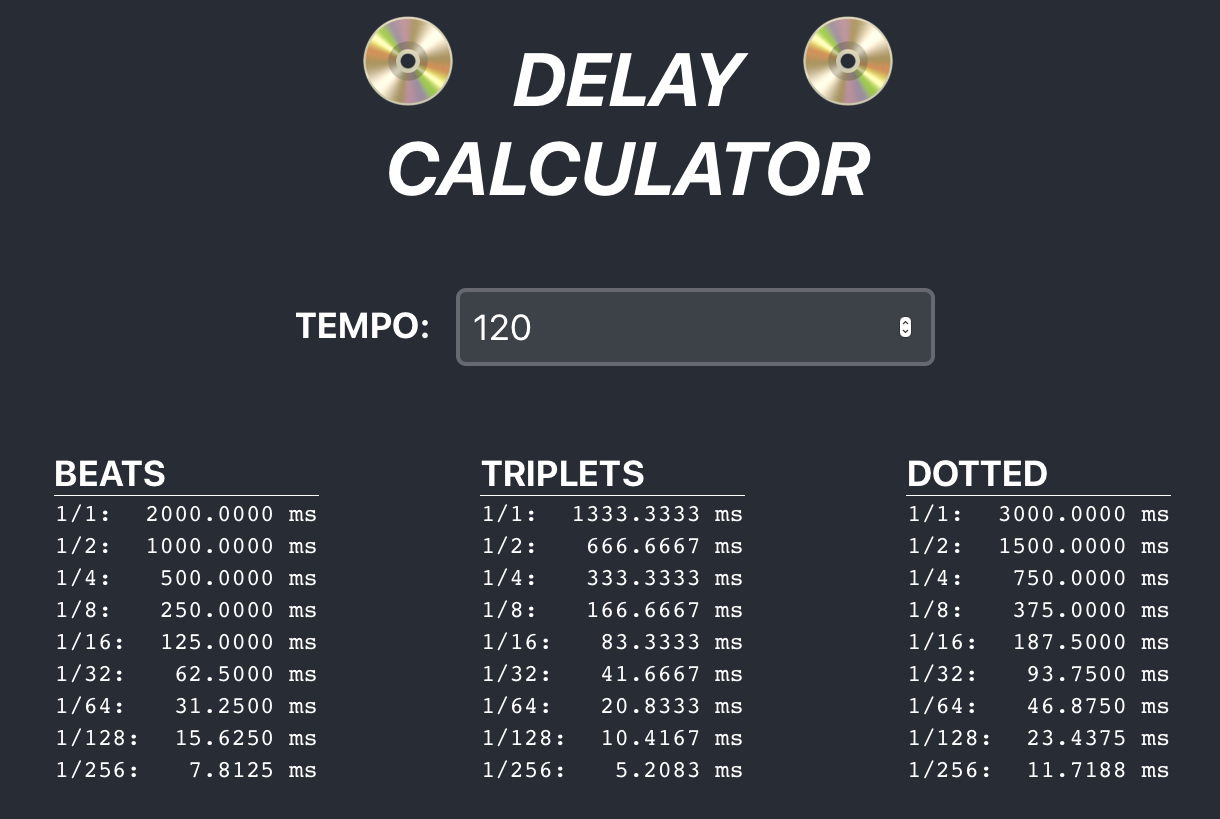 DELAY
CALCULATOR
TEMPO: 120
BEATS
1/1: 2000.0000 ms
1/2: 1000.0000 ms
1/4: 500.0000 ms
1/8: 250.0000 ms
1/16: 125.0000 ms
1/32: 62.5000 ms
1/64: 31.2500 ms
1/128: 15.6250 ms
1/256: 7.8125 ms
TRIPLETS
1/1: 1333.3333 ms
1/2: 666.6667 ms
1/4: 333.3333 ms
1/8: 166.6667 ms
1/16: 83.3333 ms
1/32: 41.6667 ms
1/64: 20.8333 ms
1/128: 10.4167 ms
1/256: 5.2083 ms
DOTTED
1/1: 3000.0000 ms
1/2: 1500.0000 ms
1/4: 750.0000 ms
1/8: 375.0000 ms
1/16: 187.5000 ms
1/32: 93.7500 ms
1/64: 46.8750 ms
1/128: 23.4375 ms
1/256: 11.7188 ms